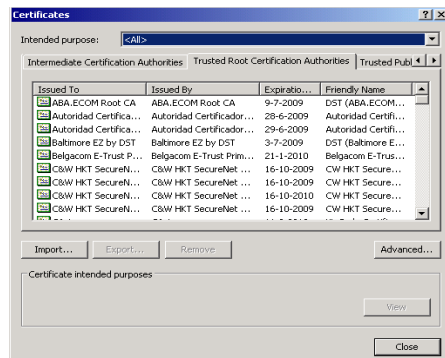 Certificates
Intended purpose: <All>
Intermediate Certification Authorities Trusted Root Certification Authorities Trusted Publ
Issued To Issued By Expiratio... Friendly Name
ABA.ECOM Root CA ABA.ECOM Root CA 9-7-2009 DST (ABA.ECOM...
Autoridad Certifica... Autoridad Certificador... 28-6-2009 Autoridad Certifi...
Autoridad Certifica... Autoridad Certificador... 29-6-2009 Autoridad Certifi...
Baltimore EZ by DST Baltimore EZ by DST 3-7-2009 DST (Baltimore E...
Belgacom E-Trust P... Belgacom E-Trust Prim... 21-1-2010 Belgacom E-Trus...
C&W HKT SecureN... C&W HKT SecureNet ... 16-10-2009 CW HKT Secure...
C&W HKT SecureN... C&W HKT SecureNet ... 16-10-2009 CW HKT Secure...
C&W HKT SecureN... C&W HKT SecureNet ... 16-10-2010 CW HKT Secure...
C&W HKT SecureN... C&W HKT SecureNet ... 16-10-2009 CW HKT Secure...
Import... Export... Remove Advanced...
Certificate intended purposes
View
Close